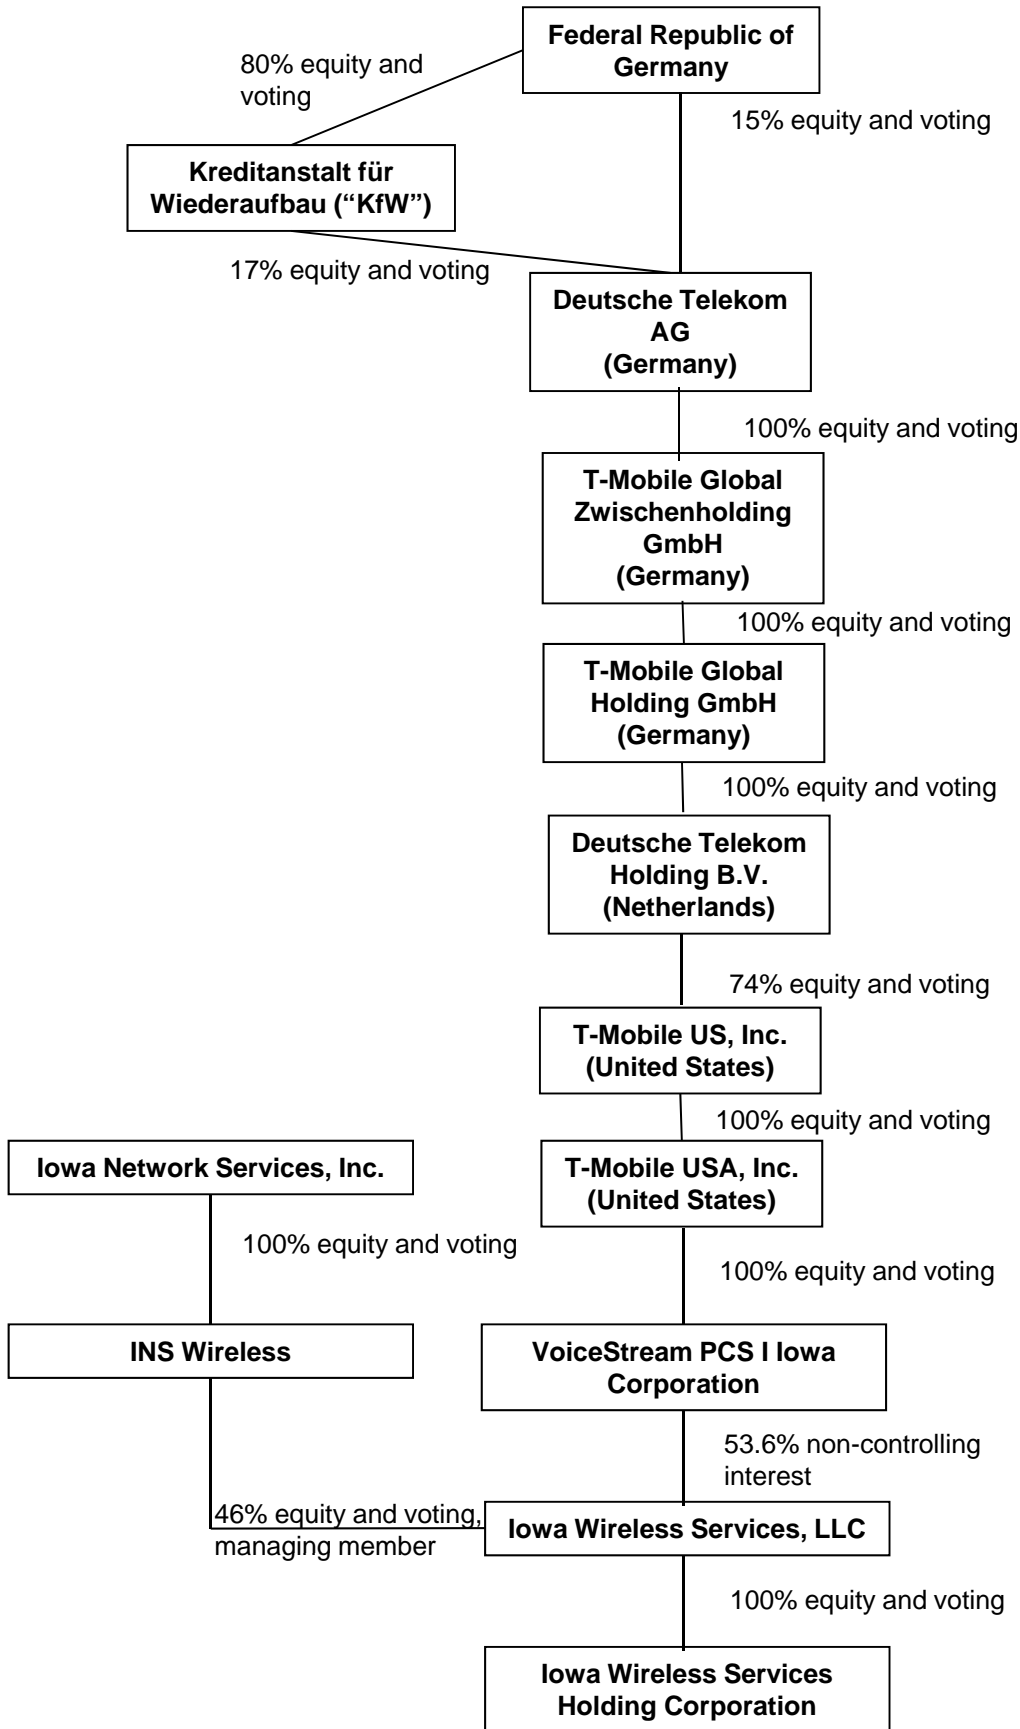 Federal Republic of
Germany
80% equity and
voting
15% equity and voting
Kreditanstalt für
Wiederaufbau (“KfW”)
17% equity and voting
Deutsche Telekom
AG
(Germany)
100% equity and voting
T-Mobile Global
Zwischenholding
GmbH
(Germany)
100% equity and voting
T-Mobile Global
Holding GmbH
(Germany)
100% equity and voting
Deutsche Telekom
Holding B.V.
(Netherlands)
74% equity and voting
T-Mobile US, Inc.
(United States)
100% equity and voting
Iowa Network Services, Inc.
T-Mobile USA, Inc.
(United States)
100% equity and voting
100% equity and voting
INS Wireless
VoiceStream PCS I Iowa
Corporation
53.6% non-controlling
interest
46% equity and voting,
managing member
Iowa Wireless Services, LLC
100% equity and voting
Iowa Wireless Services
Holding Corporation